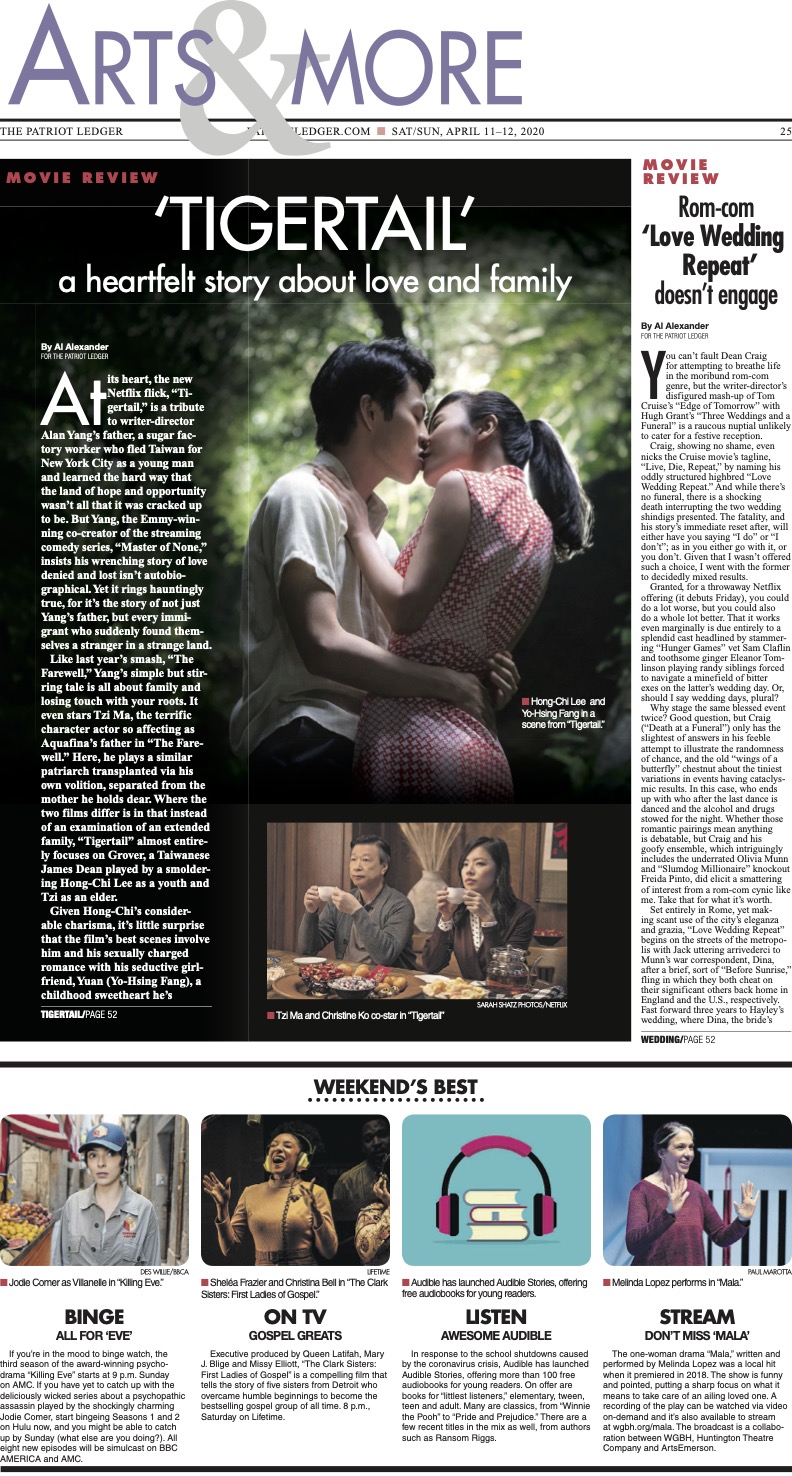 ARTS & MORE
THE PATRIOT LEDGER
LEDGER.COM ■ SAT/SUN, APRIL 11–12, 2020
25
MOVIE REVIEW
‘TIGERTAIL’
a heartfelt story about love and family
By Al Alexander
FOR THE PATRIOT LEDGER
At its heart, the new
Netflix flick, “Ti-
gertail,” is a tribute
to writer-director
Alan Yang’s father, a sugar fac-
tory worker who fled Taiwan for
New York City as a young man
and learned the hard way that
the land of hope and opportunity
wasn’t all that it was cracked up
to be. But Yang, the Emmy-win-
ning co-creator of the streaming
comedy series, “Master of None,”
insists his wrenching story of love
denied and lost isn’t autobio-
graphical. Yet it rings hauntingly
true, for it’s the story of not just
Yang’s father, but every immi-
grant who suddenly found them-
selves a stranger in a strange land.
Like last year’s smash, “The
Farewell,” Yang’s simple but stir-
ring tale is all about family and
losing touch with your roots. It
even stars Tzi Ma, the terrific
character actor so affecting as
Aquafina’s father in “The Fare-
well.” Here, he plays a similar
patriarch transplanted via his
own volition, separated from the
mother he holds dear. Where the
two films differ is in that instead
of an examination of an extended
family, “Tigertail” almost entire-
ly focuses on Grover, a Taiwanese
James Dean played by a smolder-
ing Hong-Chi Lee as a youth and
Tzi as an elder.
Given Hong-Chi’s consider-
able charisma, it’s little surprise
that the film’s best scenes involve
him and his sexually charged
romance with his seductive girl-
friend, Yuan (Yo-Hsing Fang), a
childhood sweetheart he’s
TIGERTAIL/PAGE 52
■ Hong-Chi Lee and
Yo-Hsing Fang in a
scene from “Tigertail.”
SARAH SHATZ PHOTOS/NETFLIX
■ Tzi Ma and Christine Ko co-star in “Tigertail”
MOVIE
REVIEW
Rom-com
‘Love Wedding
Repeat’
doesn’t engage
By Al Alexander
FOR THE PATRIOT LEDGER
You can’t fault Dean Craig
for attempting to breathe life
in the moribund rom-com
genre, but the writer-director’s
disfigured mash-up of Tom
Cruise’s “Edge of Tomorrow” with
Hugh Grant’s “Three Weddings and a
Funeral” is a raucous nuptial unlikely
to cater for a festive reception.
Craig, showing no shame, even
nicks the Cruise movie’s tagline,
“Live, Die, Repeat,” by naming his
oddly structured highbred “Love
Wedding Repeat.” And while there’s
no funeral, there is a shocking
death interrupting the two wedding
shindigs presented. The fatality, and
his story’s immediate reset after, will
either have you saying “I do” or “I
don’t”; as in you either go with it, or
you don’t. Given that I wasn’t offered
such a choice, I went with the former
to decidedly mixed results.
Granted, for a throwaway Netflix
offering (it debuts Friday), you could
do a lot worse, but you could also
do a whole lot better. That it works
even marginally is due entirely to a
splendid cast headlined by stammer-
ing “Hunger Games” vet Sam Claflin
and toothsome ginger Eleanor Tom-
linson playing randy siblings forced
to navigate a minefield of bitter
exes on the latter’s wedding day. Or,
should I say wedding days, plural?
Why stage the same blessed event
twice? Good question, but Craig
(“Death at a Funeral”) only has the
slightest of answers in his feeble
attempt to illustrate the randomness
of chance, and the old “wings of a
butterfly” chestnut about the tiniest
variations in events having cataclys-
mic results. In this case, who ends
up with who after the last dance is
danced and the alcohol and drugs
stowed for the night. Whether those
romantic pairings mean anything
is debatable, but Craig and his
goofy ensemble, which intriguingly
includes the underrated Olivia Munn
and “Slumdog Millionaire” knockout
Freida Pinto, did elicit a smattering
of interest from a rom-com cynic like
me. Take that for what it’s worth.
Set entirely in Rome, yet mak-
ing scant use of the city’s eleganza
and grazia, “Love Wedding Repeat”
begins on the streets of the metropo-
lis with Jack uttering arrivederci to
Munn’s war correspondent, Dina,
after a brief, sort of “Before Sunrise,”
fling in which they both cheat on
their significant others back home in
England and the U.S., respectively.
Fast forward three years to Hayley’s
wedding, where Dina, the bride’s
WEDDING/PAGE 52
WEEKEND’S BEST
DES WILLIE/BBCA
■ Jodie Comer as Villanelle in “Killing Eve.”
BINGE
ALL FOR ‘EVE’
If you’re in the mood to binge watch, the
third season of the award-winning psycho-
drama “Killing Eve” starts at 9 p.m. Sunday
on AMC. If you have yet to catch up with the
deliciously wicked series about a psychopathic
assassin played by the shockingly charming
Jodie Comer, start bingeing Seasons 1 and 2
on Hulu now, and you might be able to catch
up by Sunday (what else are you doing?). All
eight new episodes will be simulcast on BBC
AMERICA and AMC.
LIFETIME
■ Sheléa Frazier and Christina Bell in “The Clark
Sisters: First Ladies of Gospel.”
ON TV
GOSPEL GREATS
Executive produced by Queen Latifah, Mary
J. Blige and Missy Elliott, “The Clark Sisters:
First Ladies of Gospel” is a compelling film that
tells the story of five sisters from Detroit who
overcame humble beginnings to become the
bestselling gospel group of all time. 8 p.m.,
Saturday on Lifetime.
■ Audible has launched Audible Stories, offering
free audiobooks for young readers.
LISTEN
AWESOME AUDIBLE
In response to the school shutdowns caused
by the coronavirus crisis, Audible has launched
Audible Stories, offering more than 100 free
audiobooks for young readers. On offer are
books for “littlest listeners,” elementary, tween,
teen and adult. Many are classics, from “Winnie
the Pooh” to “Pride and Prejudice.” There are a
few recent titles in the mix as well, from authors
such as Ransom Riggs.
PAUL MAROTTA
■ Melinda Lopez performs in “Mala.”
STREAM
DON’T MISS ‘MALA’
The one-woman drama “Mala,” written and
performed by Melinda Lopez was a local hit
when it premiered in 2018. The show is funny
and pointed, putting a sharp focus on what it
means to take care of an ailing loved one. A
recording of the play can be watched via video
on-demand and it’s also available to stream
at wgbh.org/mala. The broadcast is a collabo-
ration between WGBH, Huntington Theatre
Company and ArtsEmerson.